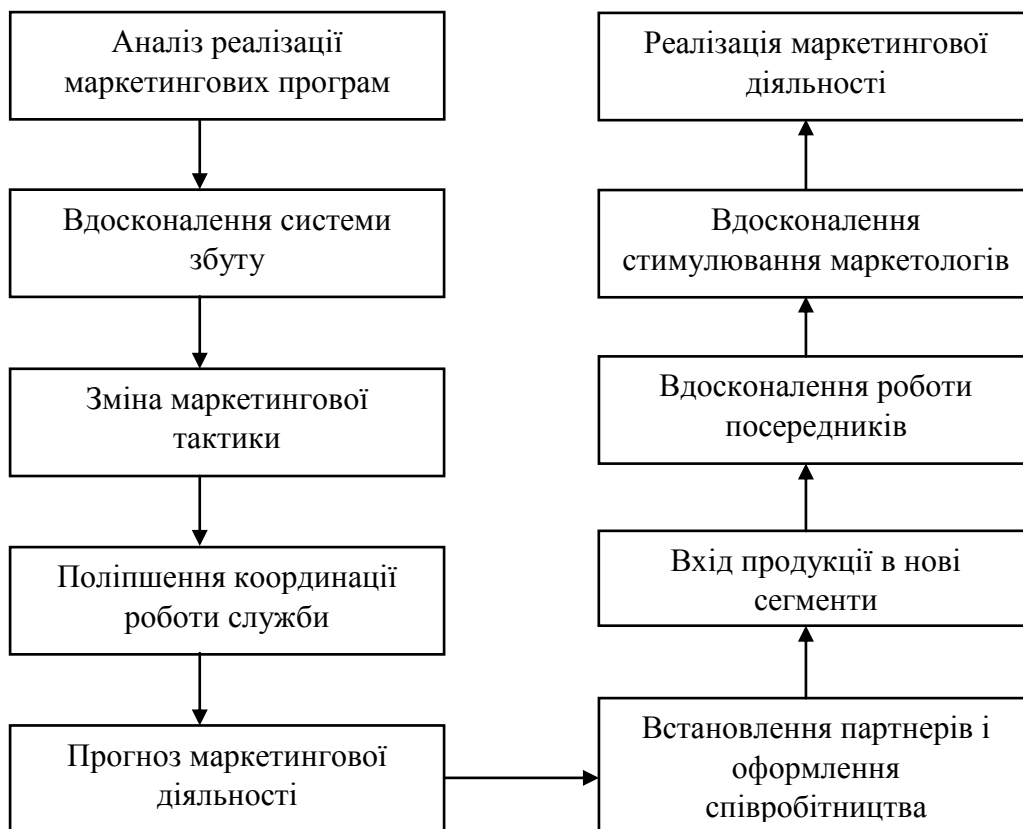 Аналіз реалізації
маркетингових програм
Вдосконалення системи
збуту
Зміна маркетингової
тактики
Поліпшення координації
роботи служби
Прогноз маркетингової
діяльності
Встановлення партнерів і
оформлення
співробітництва
Вхід продукції в нові
сегменти
Вдосконалення роботи
посередників
Вдосконалення
стимулювання маркетологів
Реалізація маркетингової
діяльності